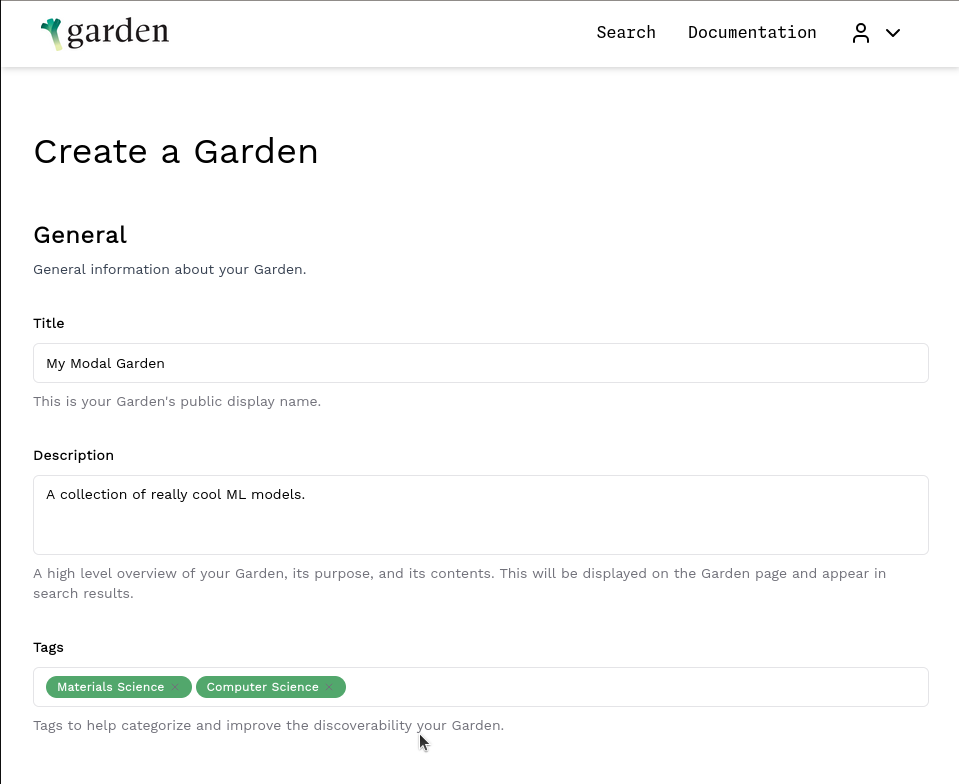 garden
Search Documentation
Create a Garden
General
General information about your Garden.
Title
My Modal Garden
This is your Garden's public display name.
Description
A collection of really cool ML models.
A high level overview of your Garden, its purpose, and its contents. This will be displayed on the Garden page and appear in
search results.
Tags
Materials Science × Computer Science ×
Tags to help categorize and improve the discoverability your Garden.